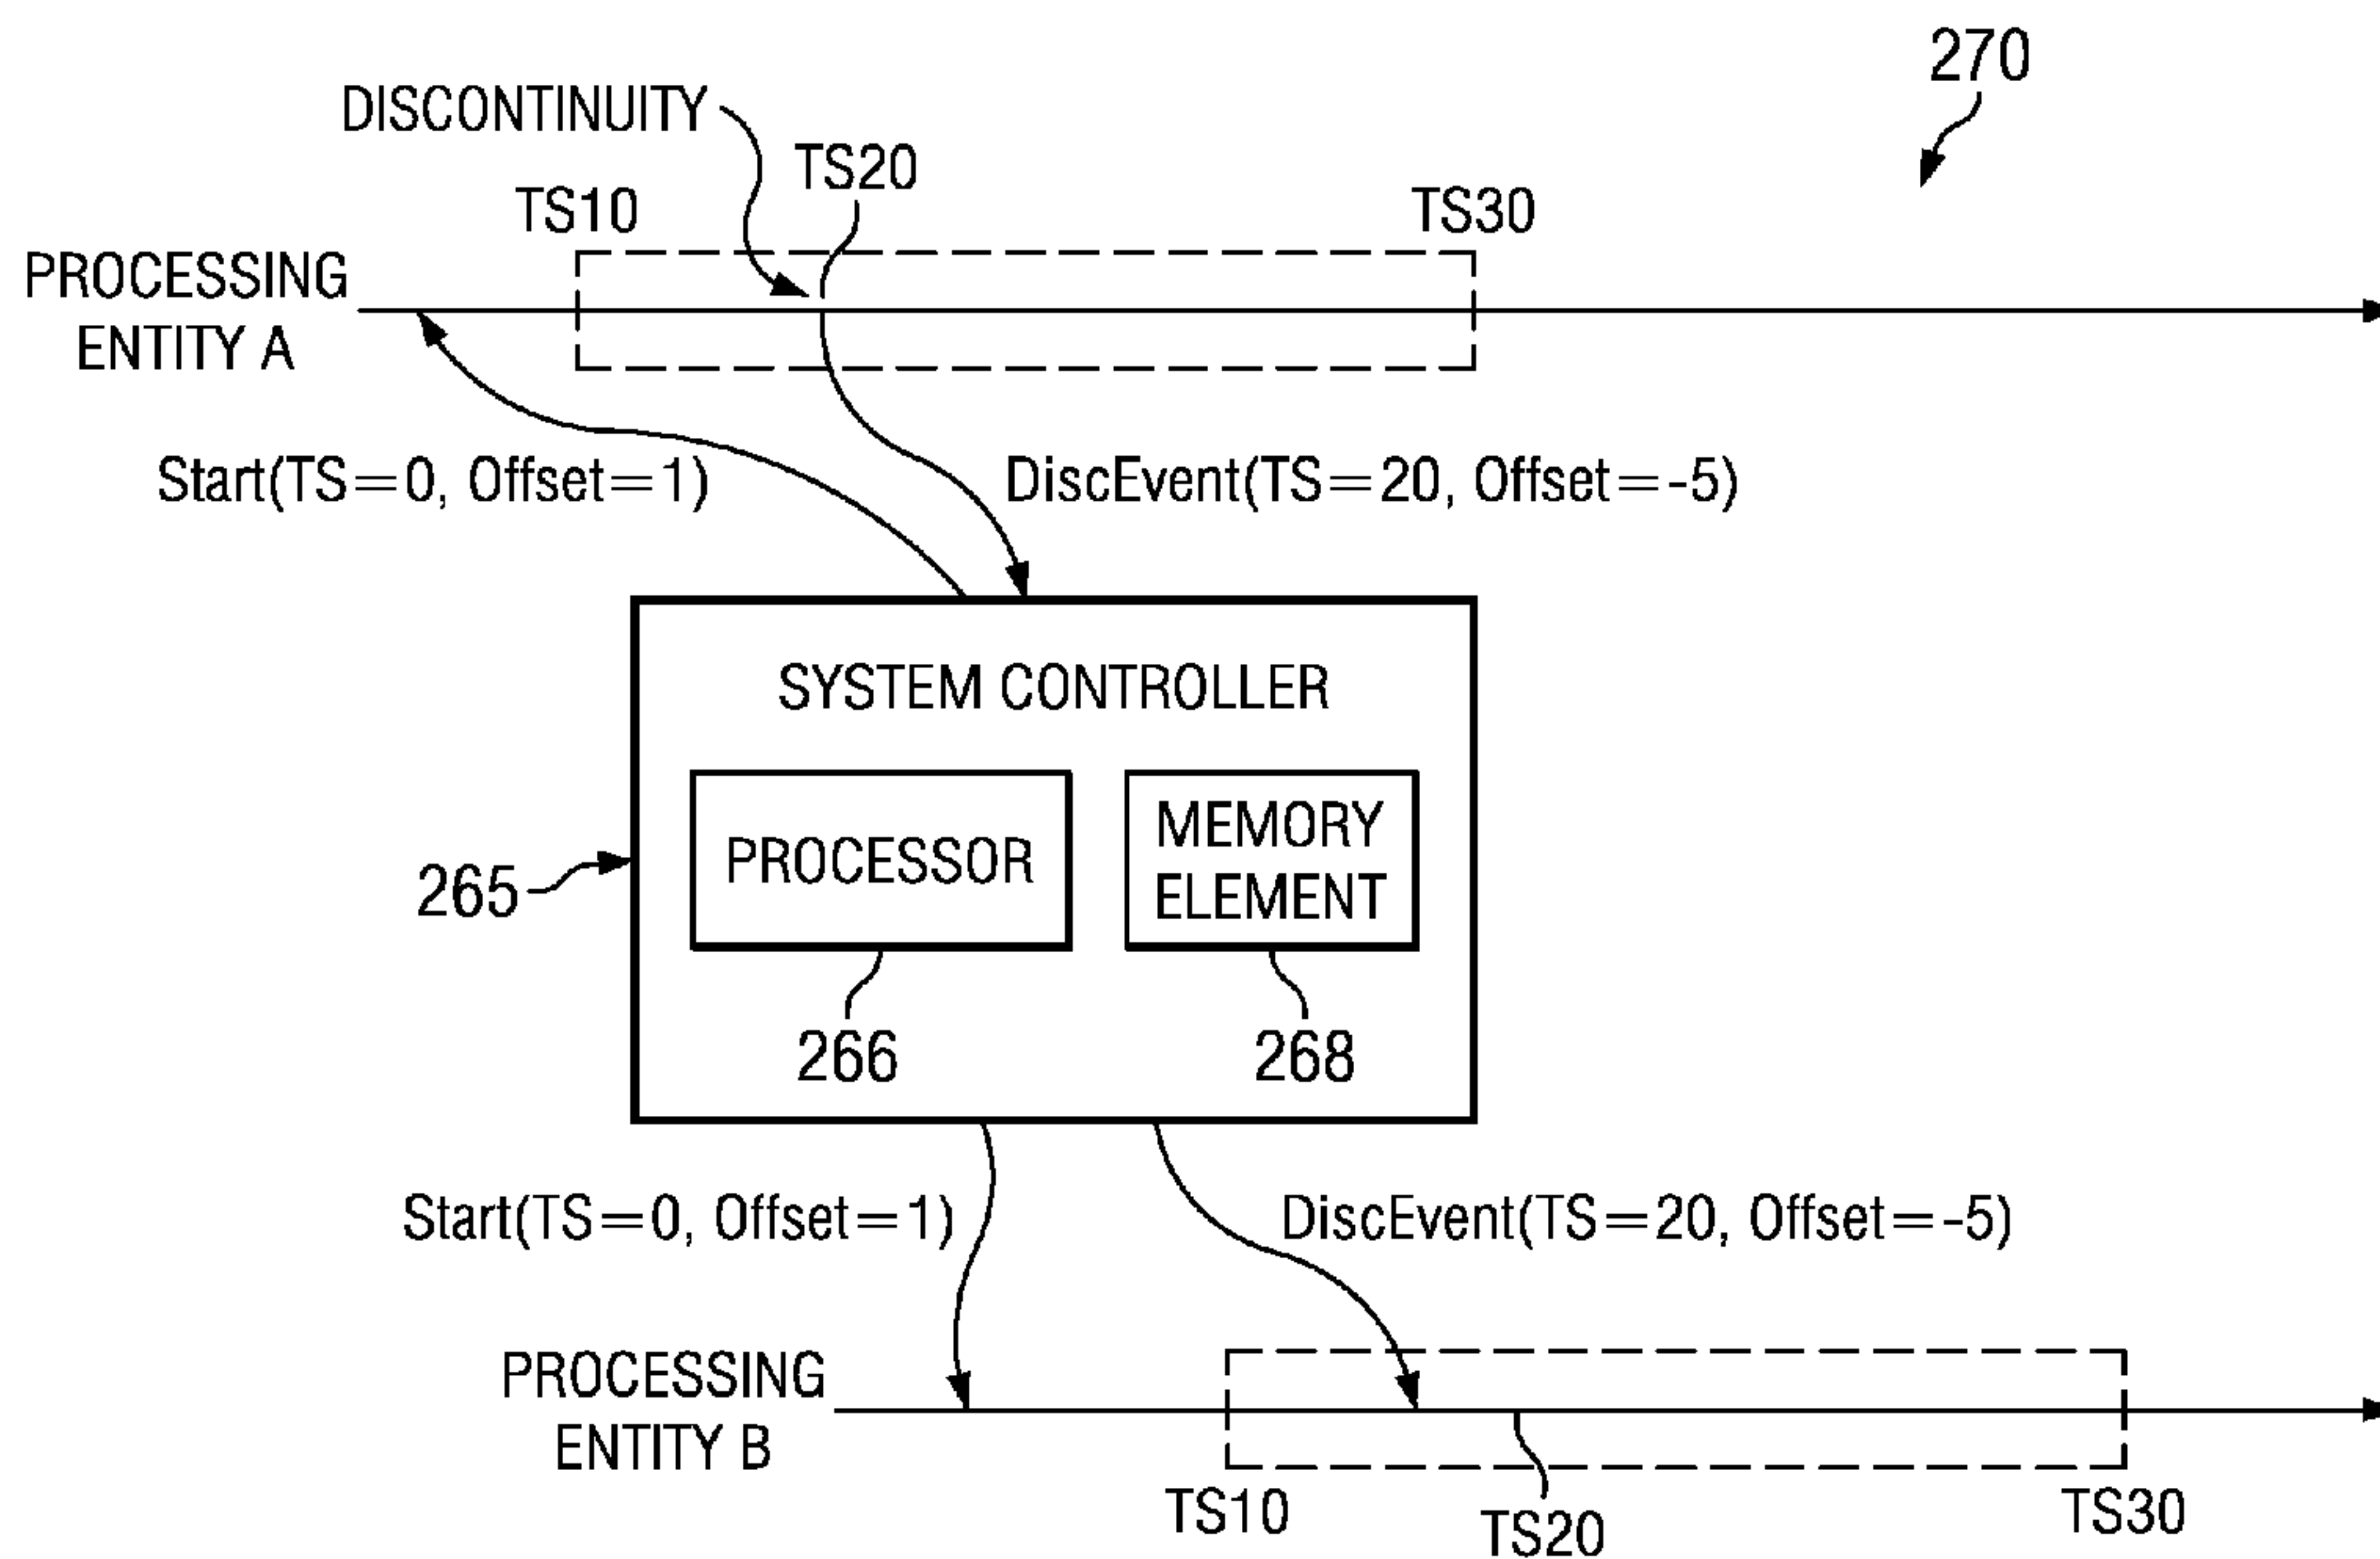 270
DISCONTINUITY
TS20
TS10
TS30
PROCESSING
ENTITY A
Start(TS=0, Offset=1)
DiscEvent(TS=20, Offset=-5)
SYSTEM CONTROLLER
PROCESSOR
MEMORY
ELEMENT
265
266
268
Start(TS=0, Offset=1)
DiscEvent(TS=20, Offset=-5)
PROCESSING
ENTITY B
TS10
TS20
TS30